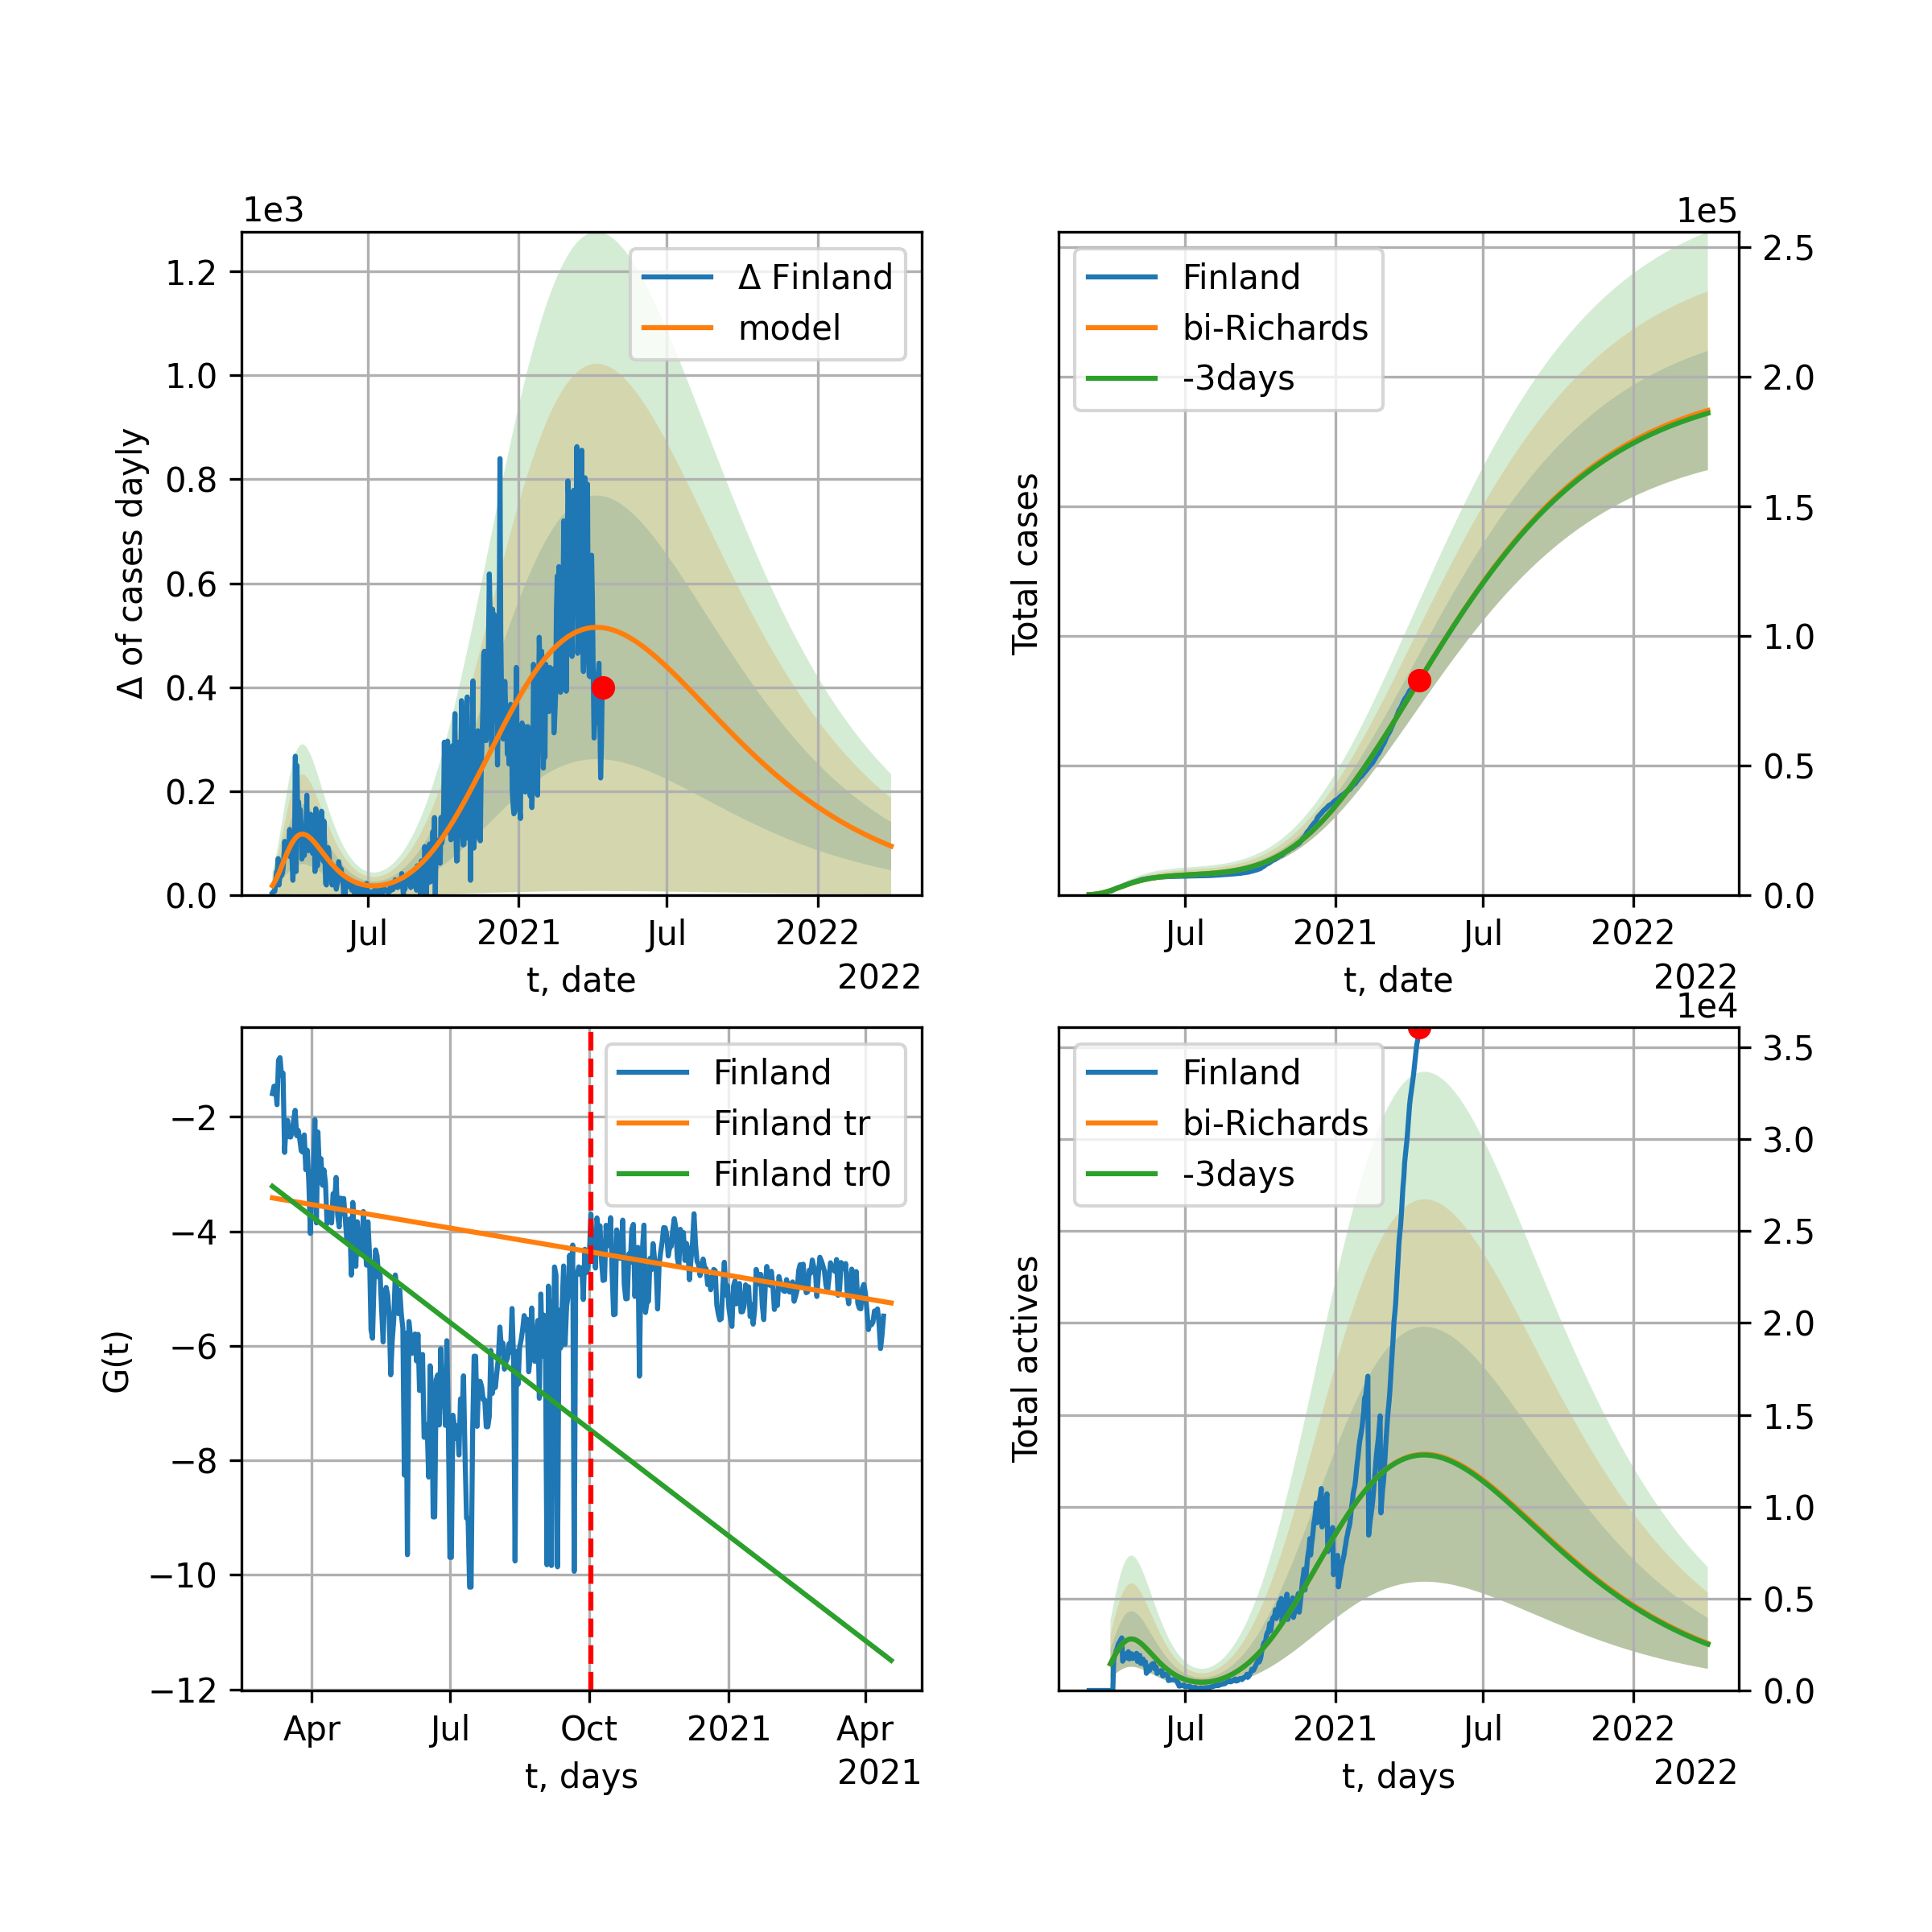 1e3
1.2
1.0
0.8
0.6
0.4
0.2
0.0
Δ of cases dayly
Δ Finland
model
Jul 2021 Jul 2022
t, date
2022
1e5
Finland
bi-Richards
-3days
Total cases
2.5
2.0
1.5
1.0
0.5
0.0
Jul 2021 Jul 2022
t, date
2022
−2
−4
−6
−8
−10
−12
G(t)
Finland
Finland tr
Finland tr0
Apr Jul Oct 2021 Apr
t, days
2021
1e4
Finland
bi-Richards
-3days
Total actives
3.5
3.0
2.5
2.0
1.5
1.0
0.5
0.0
Jul 2021 Jul 2022
t, days
2022